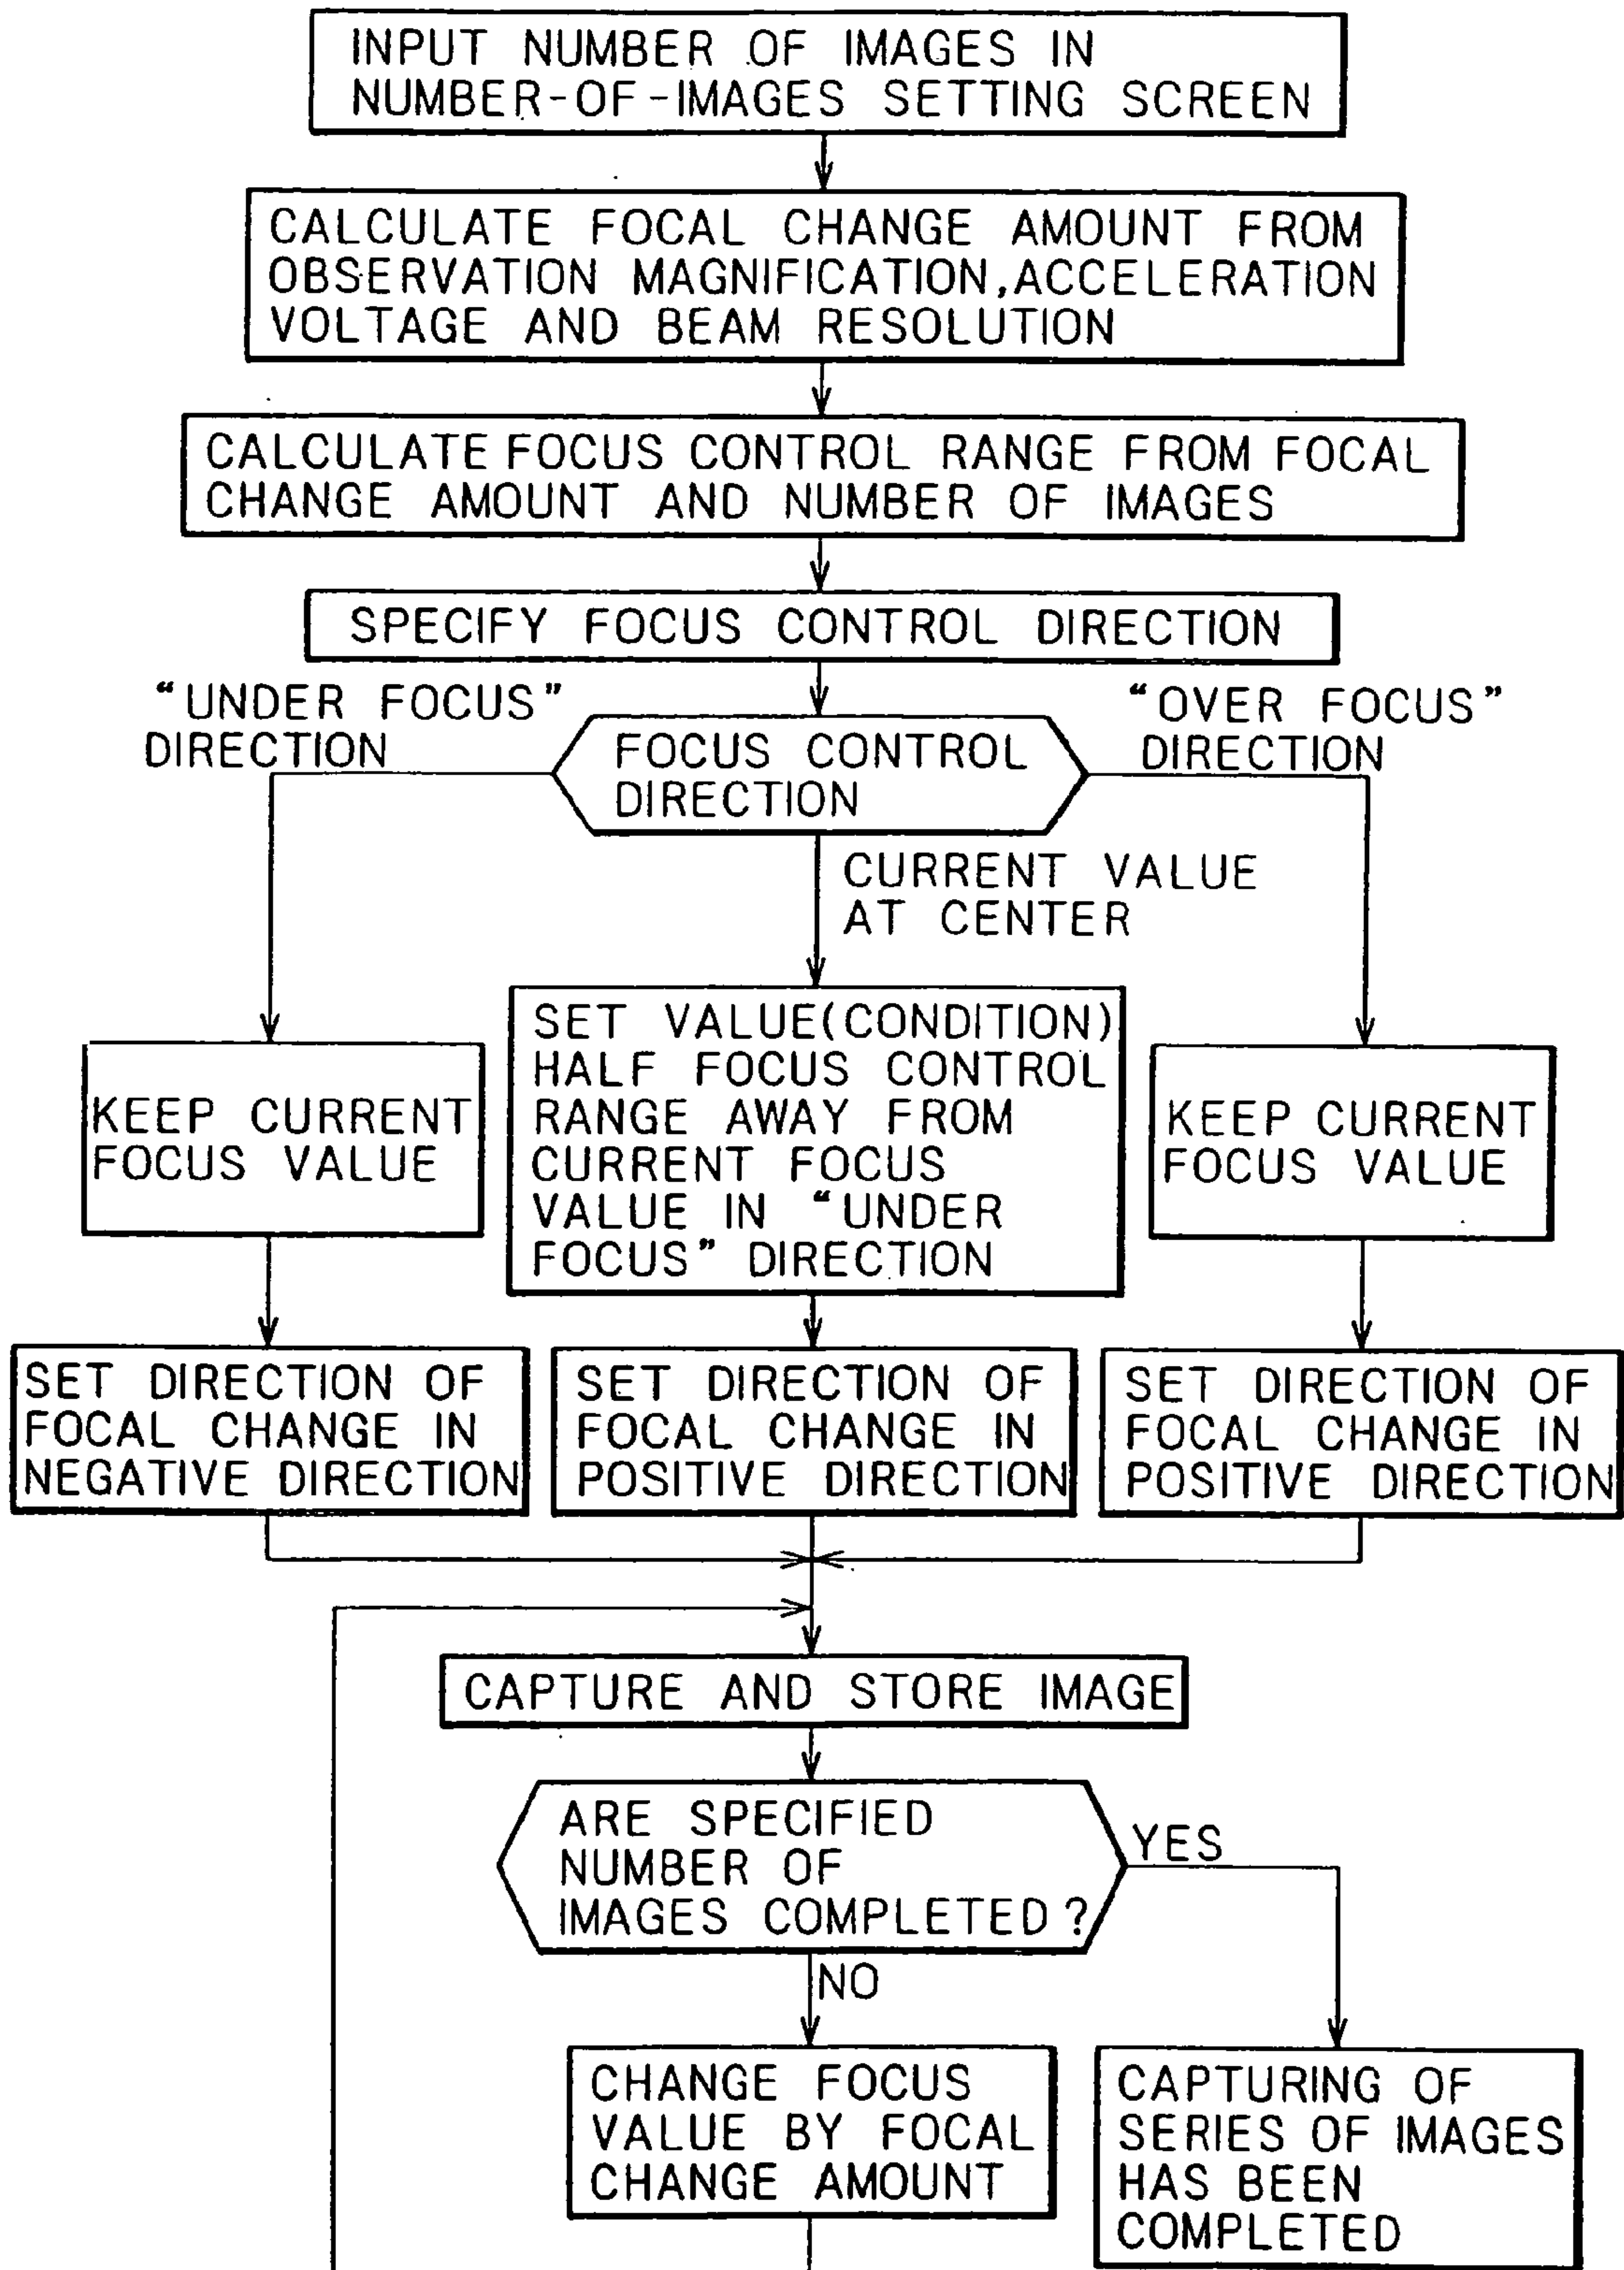 INPUT NUMBER OF IMAGES IN
NUMBER-OF-IMAGES SETTING SCREEN
CALCULATE FOCAL CHANGE AMOUNT FROM
OBSERVATION MAGNIFICATION,ACCELERATION
VOLTAGE AND BEAM RESOLUTION
CALCULATE FOCUS CONTROL RANGE FROM FOCAL
CHANGE AMOUNT AND NUMBER OF IMAGES
SPECIFY FOCUS CONTROL DIRECTION
“UNDER FOCUS”
DIRECTION
FOCUS CONTROL
DIRECTION
“OVER FOCUS”
DIRECTION
CURRENT VALUE
AT CENTER
KEEP CURRENT
FOCUS VALUE
SET VALUE(CONDITION)
HALF FOCUS CONTROL
RANGE AWAY FROM
CURRENT FOCUS
VALUE IN “UNDER
FOCUS” DIRECTION
KEEP CURRENT
FOCUS VALUE
SET DIRECTION OF
FOCAL CHANGE IN
NEGATIVE DIRECTION
SET DIRECTION OF
FOCAL CHANGE IN
POSITIVE DIRECTION
SET DIRECTION OF
FOCAL CHANGE IN
POSITIVE DIRECTION
CAPTURE AND STORE IMAGE
ARE SPECIFIED
NUMBER OF
IMAGES COMPLETED?
YES
NO
CHANGE FOCUS
VALUE BY FOCAL
CHANGE AMOUNT
CAPTURING OF
SERIES OF IMAGES
HAS BEEN
COMPLETED